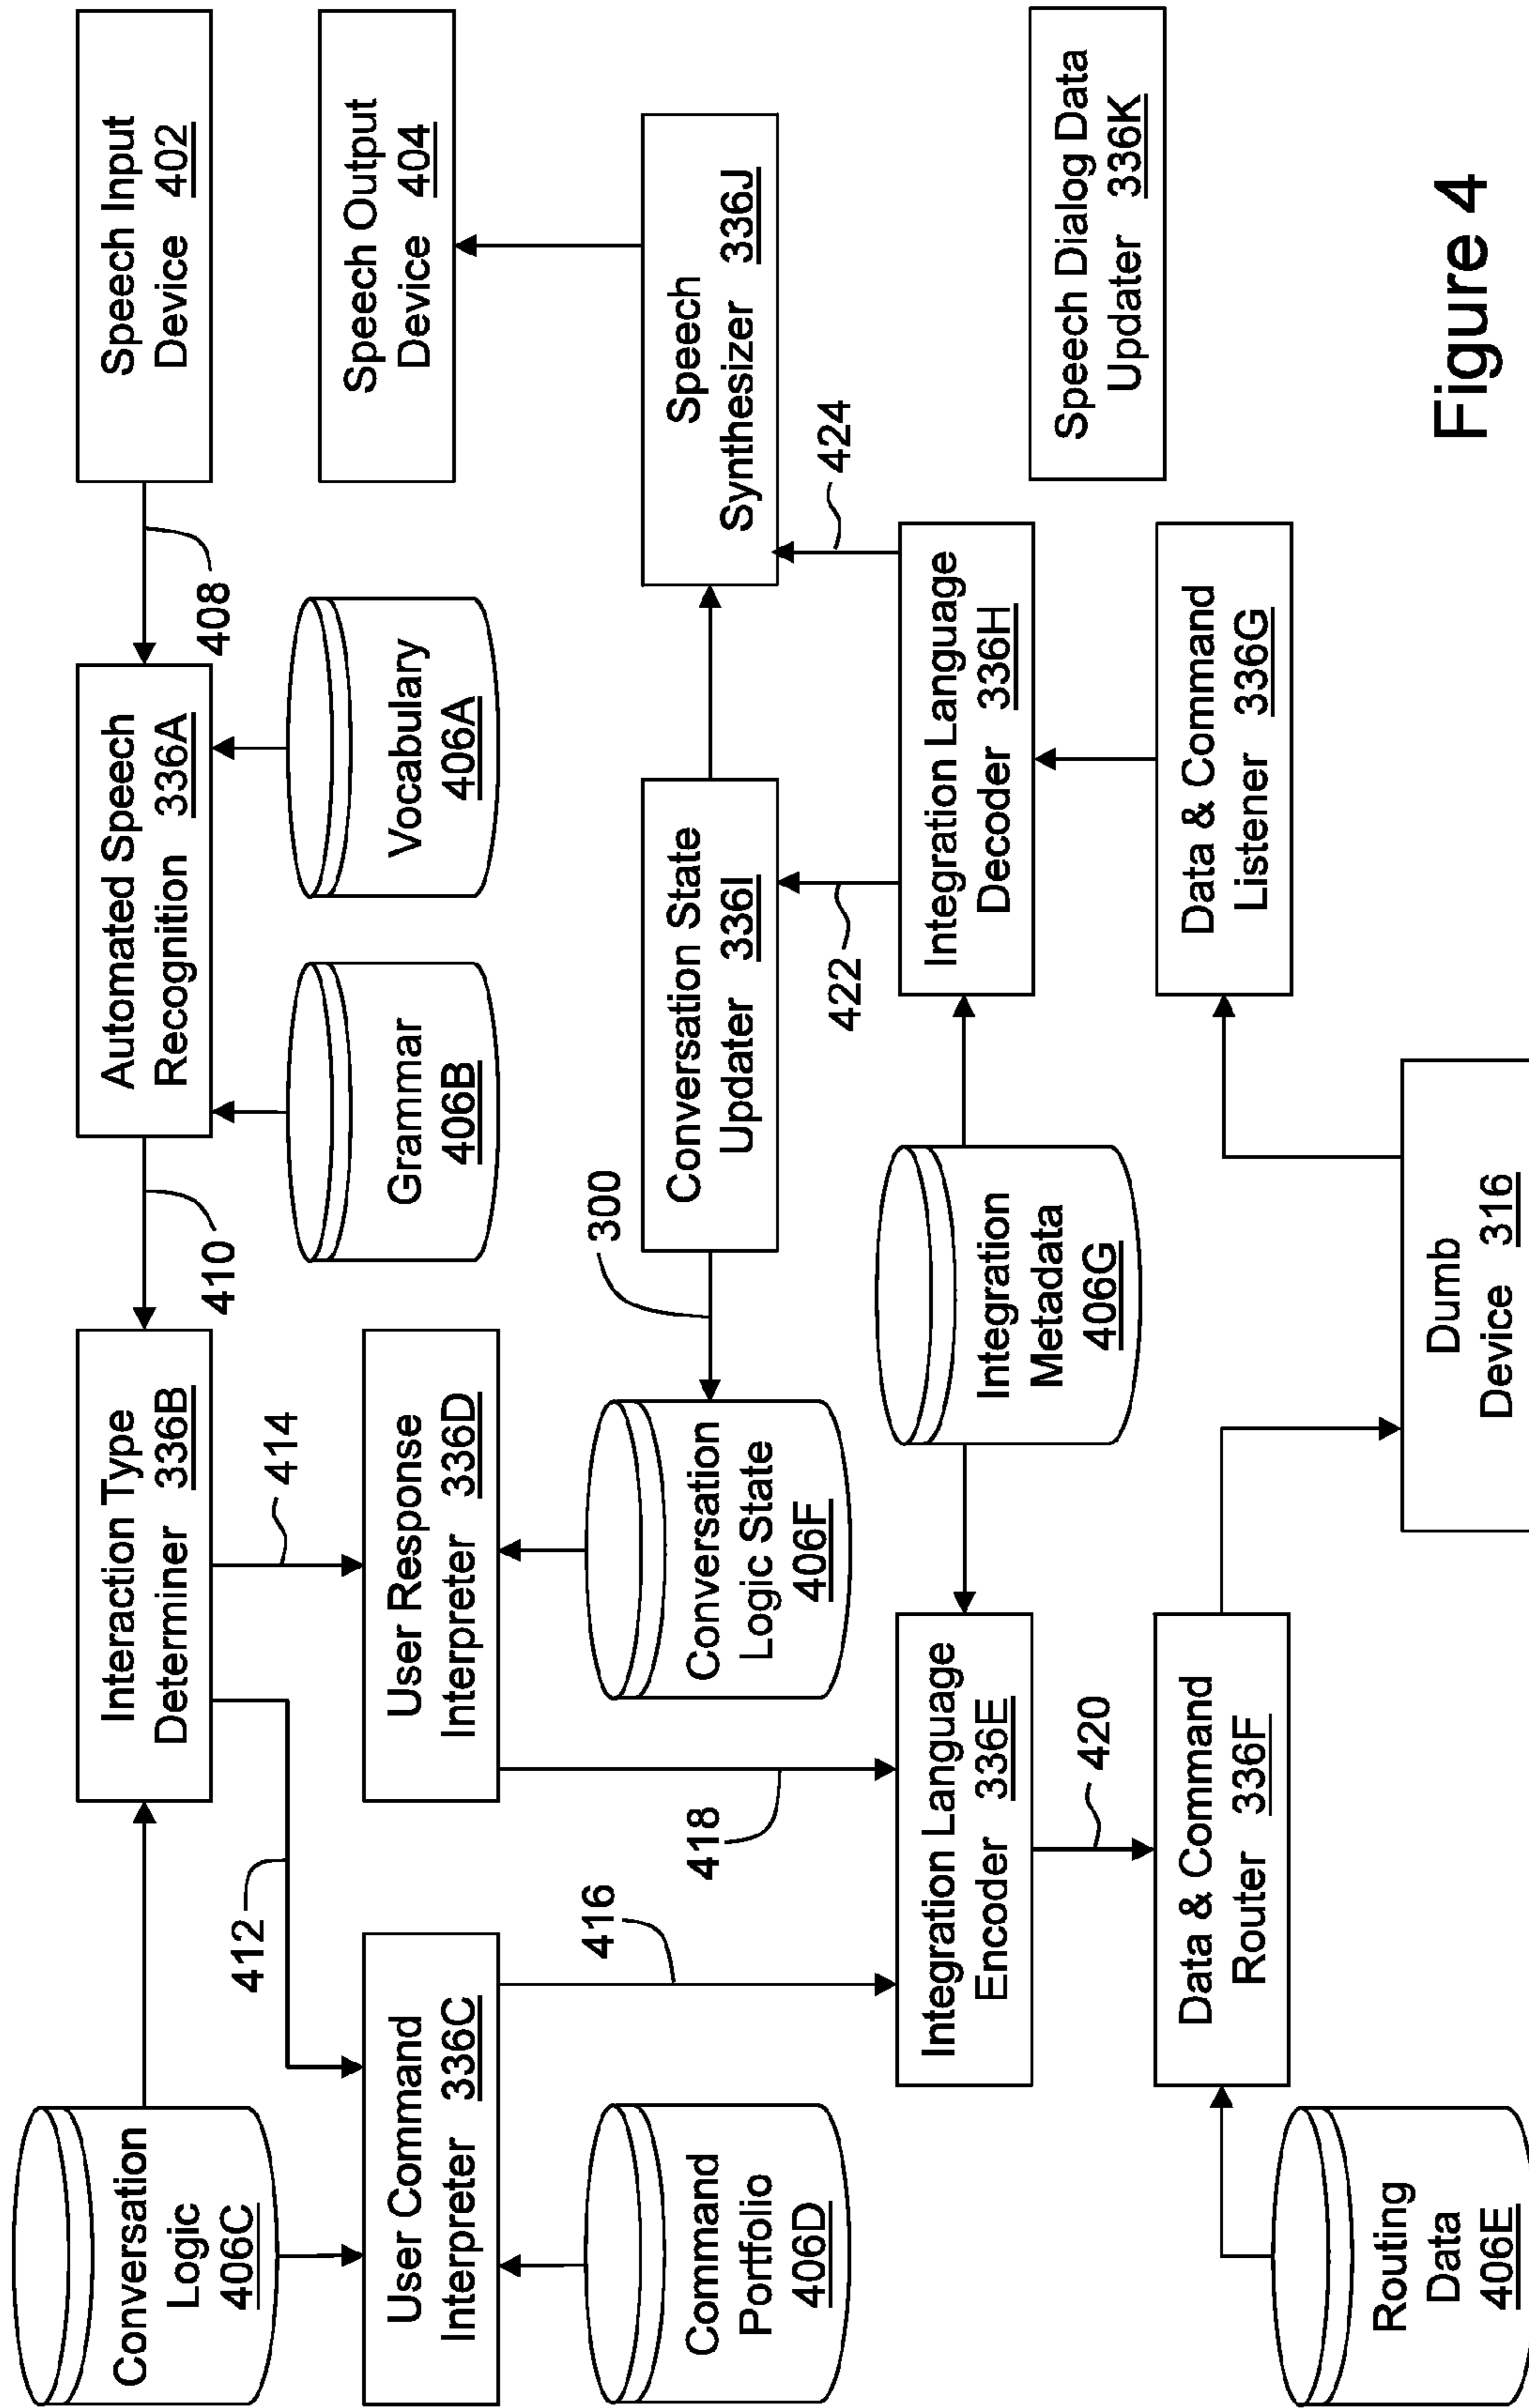 Conversation
Logic
406C
Interaction Type
Determiner 336B
Automated Speech
Recognition 336A
Speech Input
Device 402
410
408
412
414
User Command
Interpreter 336C
User Response
Interpreter 336D
Grammar
406B
Vocabulary
406A
Speech Output
Device 404
Command
Portfolio
406D
416
418
Conversation
Logic State
406F
300
Conversation State
Updater 336I
Speech
Synthesizer 336J
422
424
Integration Language
Encoder 336E
Integration
Metadata
406G
Integration Language
Decoder 336H
Speech Dialog Data
Updater 336K
420
Routing
Data
406E
Data & Command
Router 336F
Data & Command
Listener 336G
Dumb
Device 316
Figure 4